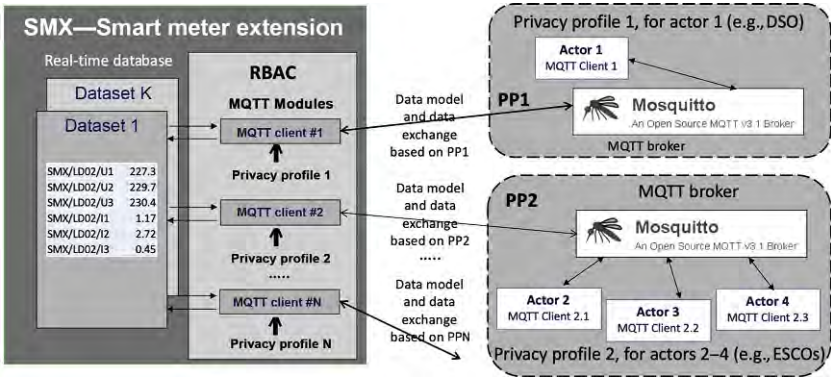 SMX—Smart meter extension
Real-time database
Dataset K
Dataset 1
SMX/LD02/U1 227.3
SMX/LD02/U2 229.7
SMX/LD02/U3 230.4
SMX/LD02/I1 1.17
SMX/LD02/I2 2.72
SMX/LD02/I3 0.45
RBAC
MQTT Modules
MQTT client #1
Privacy profile 1
MQTT client #2
Privacy profile 2
.....
MQTT client #N
Privacy profile N
Data model
and data
exchange
based on PP1
Data model
and data
exchange
based on PP2
.....
Data model
and data
exchange
based on PPN
Privacy profile 1, for actor 1 (e.g., DSO)
Actor 1
MQTT Client 1
PP1
Mosquitto
An Open Source MQTT v3.1 Broker
MQTT broker
PP2
MQTT broker
Mosquitto
An Open Source MQTT v3.1 Broker
Actor 2
MQTT Client 2.1
Actor 3
MQTT Client 2.2
Actor 4
MQTT Client 2.3
Privacy profile 2, for actors 2–4 (e.g., ESCOs)